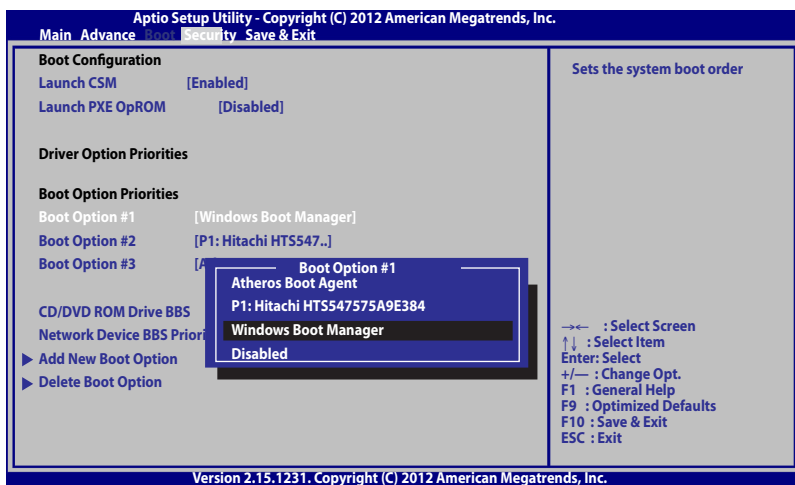 Aptio Setup Utility - Copyright (C) 2012 American Megatrends, Inc.
Main Advance Boot Security Save & Exit
Boot Configuration
Launch CSM [Enabled]
Launch PXE OpROM [Disabled]
Driver Option Priorities
Boot Option Priorities
Boot Option #1 [Windows Boot Manager]
Boot Option #2 [P1: Hitachi HTS547..]
Boot Option #3
CD/DVD ROM Drive BBS
Network Device BBS
Add New Boot Option
Delete Boot Option
Boot Option #1
Atheros Boot Agent
P1: Hitachi HTS547575A9E384
Windows Boot Manager
Disabled
Sets the system boot order
→← : Select Screen
↑↓ : Select Item
Enter: Select
+/— : Change Opt.
F1 : General Help
F9 : Optimized Defaults
F10 : Save & Exit
ESC : Exit
Version 2.15.1231. Copyright (C) 2012 American Megatrends, Inc.